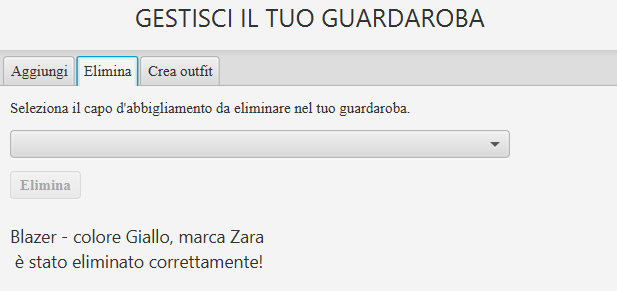 GESTISCI IL TUO GUARDAROBA
Aggiungi Elimina Crea outfit
Seleziona il capo d'abbigliamento da eliminare nel tuo guardaroba.
Elimina
Blazer - colore Giallo, marca Zara
è stato eliminato correttamente!